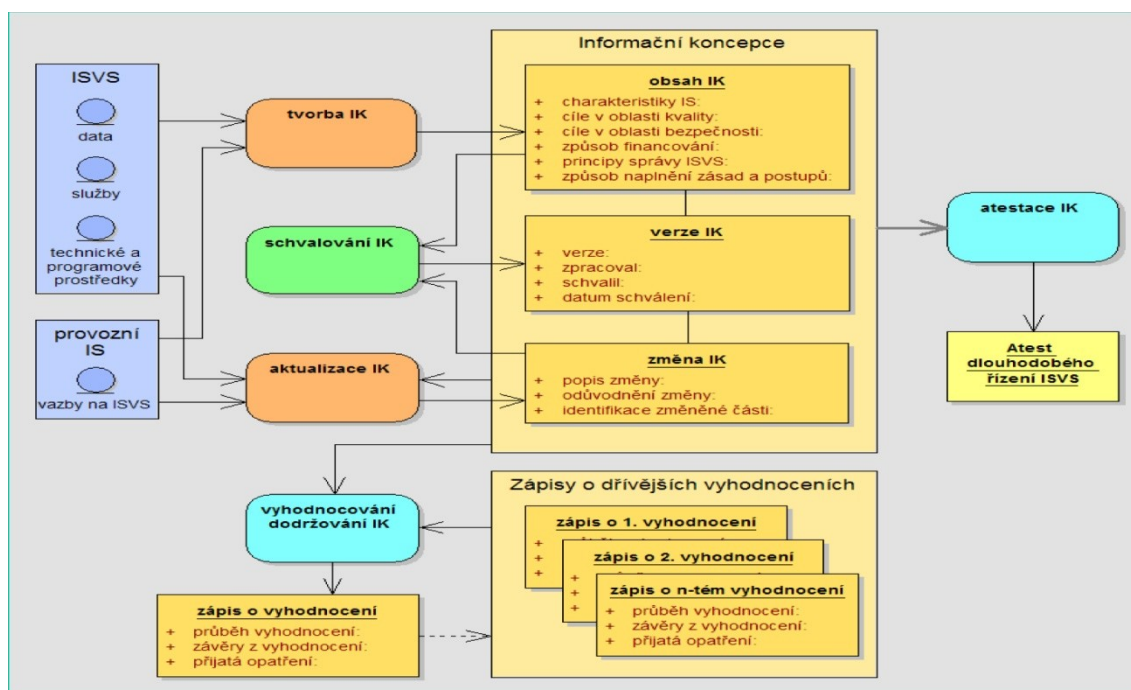 ISVS
data
služby
technické a
programové
prostředky
provozní
IS
vazby na ISVS
tvorba IK
schvalování IK
aktualizace IK
Informační koncepce
obsah IK
+ charakteristiky IS:
+ cíle v oblasti kvality:
+ cíle v oblasti bezpečnosti:
+ způsob financování:
+ principy správy ISVS:
+ způsob naplnění zásad a postupů:
verze IK
+ verze:
+ zpracoval:
+ schválil:
+ datum schválení:
změna IK
+ popis změny:
+ odůvodnění změny:
+ identifikace změněné části:
atestace IK
Atest
dlouhodobého
řízení ISVS
vyhodnocování
dodržování IK
zápis o vyhodnocení
+ průběh vyhodnocení:
+ závěry z vyhodnocení:
+ přijatá opatření:
Zápisy o dřívějších vyhodnoceních
zápis o 1. vyhodnocení
+
+
+
zápis o 2. vyhodnocení
+
+
+
zápis o n-tém vyhodnocení
+ průběh vyhodnocení:
+ závěry z vyhodnocení:
+ přijatá opatření: